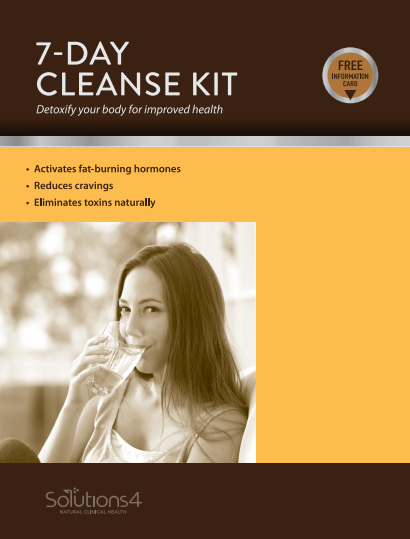 7-DAY
CLEANSE KIT
Detoxify your body for improved health
FREE
INFORMATION
CARD
• Activates fat-burning hormones
• Reduces cravings
• Eliminates toxins naturally
Solutions4
NATURAL CLINICAL HEALTH